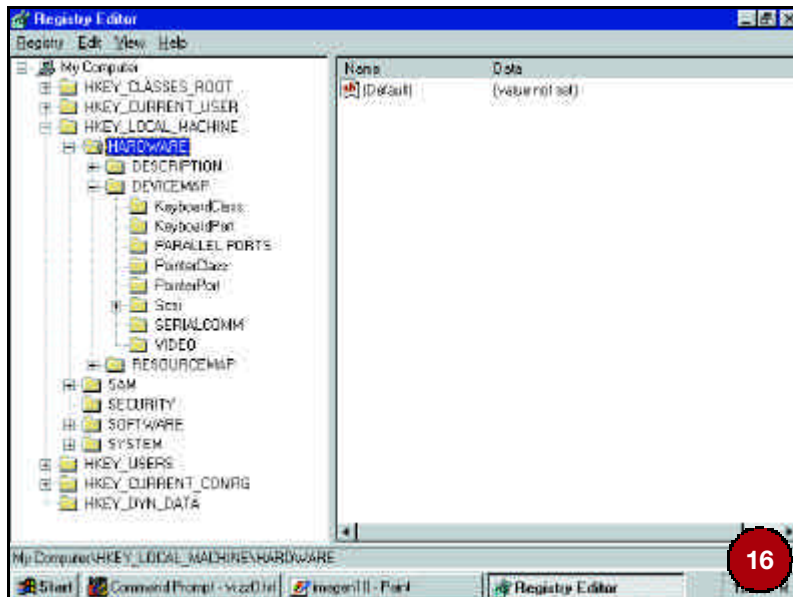 Registry Editor
Registry Edit View Help
My Computer
HKEY_CLASSES_ROOT
HKEY_CURRENT_USER
HKEY_LOCAL_MACHINE
HARDWARE
DESCRIPTION
DEVICEMAP
KeyboardClass
KeyboardPort
PARALLEL PORTS
PointerClass
PointerPort
Scsi
SERIALCOMM
VIDEO
RESOURCEMAP
SAM
SECURITY
SOFTWARE
SYSTEM
HKEY_USERS
HKEY_CURRENT_CONFIG
HKEY_DYN_DATA
Name Data
ab (Default) (value not set)
My Computer\HKEY_LOCAL_MACHINE\HARDWARE
16
Start Command Prompt - Paint Registry Editor